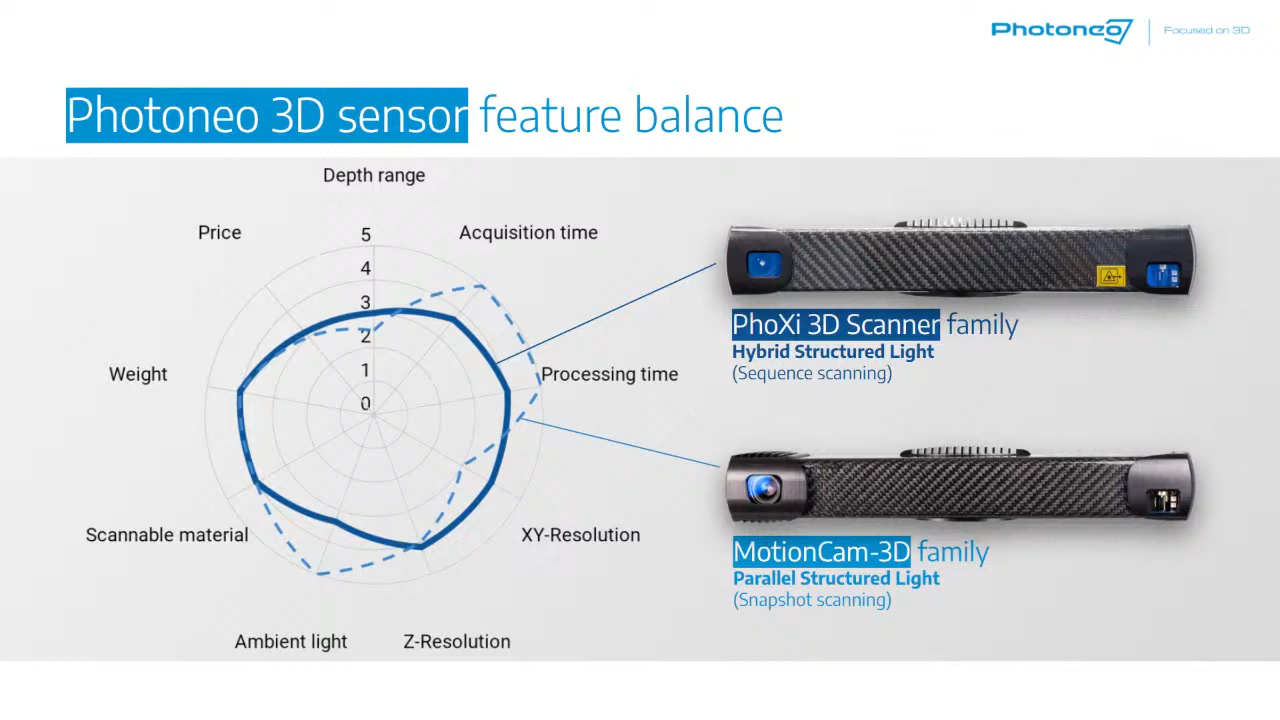 Photoneo
Focused on 3D
Photoneo 3D sensor feature balance
Depth range
Price
Acquisition time
5
4
3
2
1
0
Weight
Processing time
Scannable material
XY-Resolution
Ambient light
Z-Resolution
PhoXi 3D Scanner family
Hybrid Structured Light
(Sequence scanning)
MotionCam-3D family
Parallel Structured Light
(Snapshot scanning)